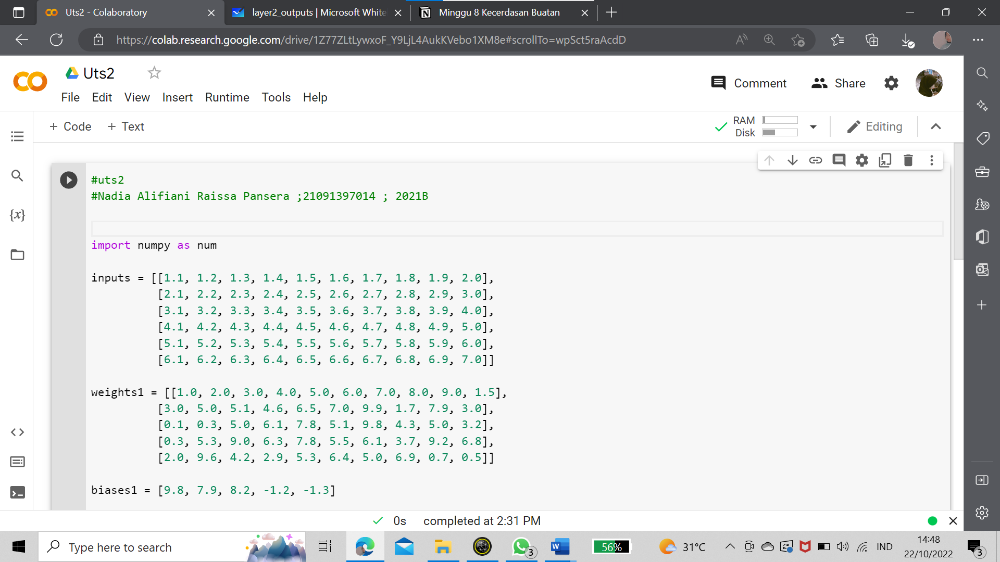 Uts2 - Colaboratory
layer2_outputs | Microsoft White
Minggu 8 Kecerdasan Buatan
https://colab.research.google.com/drive/1Z77ZLtLywxoF_Y9LjL4AukKVebo1XM8e#scrollTo=wpSct5raAcdD
Uts2
Comment Share
File Edit View Insert Runtime Tools Help
+ Code + Text
RAM
Disk
Editing
#uts2
#Nadia Alifiani Raissa Pansera ;21091397014 ; 2021B
import numpy as num
inputs = [[1.1, 1.2, 1.3, 1.4, 1.5, 1.6, 1.7, 1.8, 1.9, 2.0],
[2.1, 2.2, 2.3, 2.4, 2.5, 2.6, 2.7, 2.8, 2.9, 3.0],
[3.1, 3.2, 3.3, 3.4, 3.5, 3.6, 3.7, 3.8, 3.9, 4.0],
[4.1, 4.2, 4.3, 4.4, 4.5, 4.6, 4.7, 4.8, 4.9, 5.0],
[5.1, 5.2, 5.3, 5.4, 5.5, 5.6, 5.7, 5.8, 5.9, 6.0],
[6.1, 6.2, 6.3, 6.4, 6.5, 6.6, 6.7, 6.8, 6.9, 7.0]]
weights1 = [[1.0, 2.0, 3.0, 4.0, 5.0, 6.0, 7.0, 8.0, 9.0, 1.5],
[3.0, 5.0, 5.1, 4.6, 6.5, 7.0, 9.9, 1.7, 7.9, 3.0],
[0.1, 0.3, 5.0, 6.1, 7.8, 5.1, 9.8, 4.3, 5.0, 3.2],
[0.3, 5.3, 9.0, 6.3, 7.8, 5.5, 6.1, 3.7, 9.2, 6.8],
[2.0, 9.6, 4.2, 2.9, 5.3, 6.4, 5.0, 6.9, 0.7, 0.5]]
biases1 = [9.8, 7.9, 8.2, -1.2, -1.3]
0s completed at 2:31 PM
Type here to search
3
56%
31°C
IND
14:48
22/10/2022
3